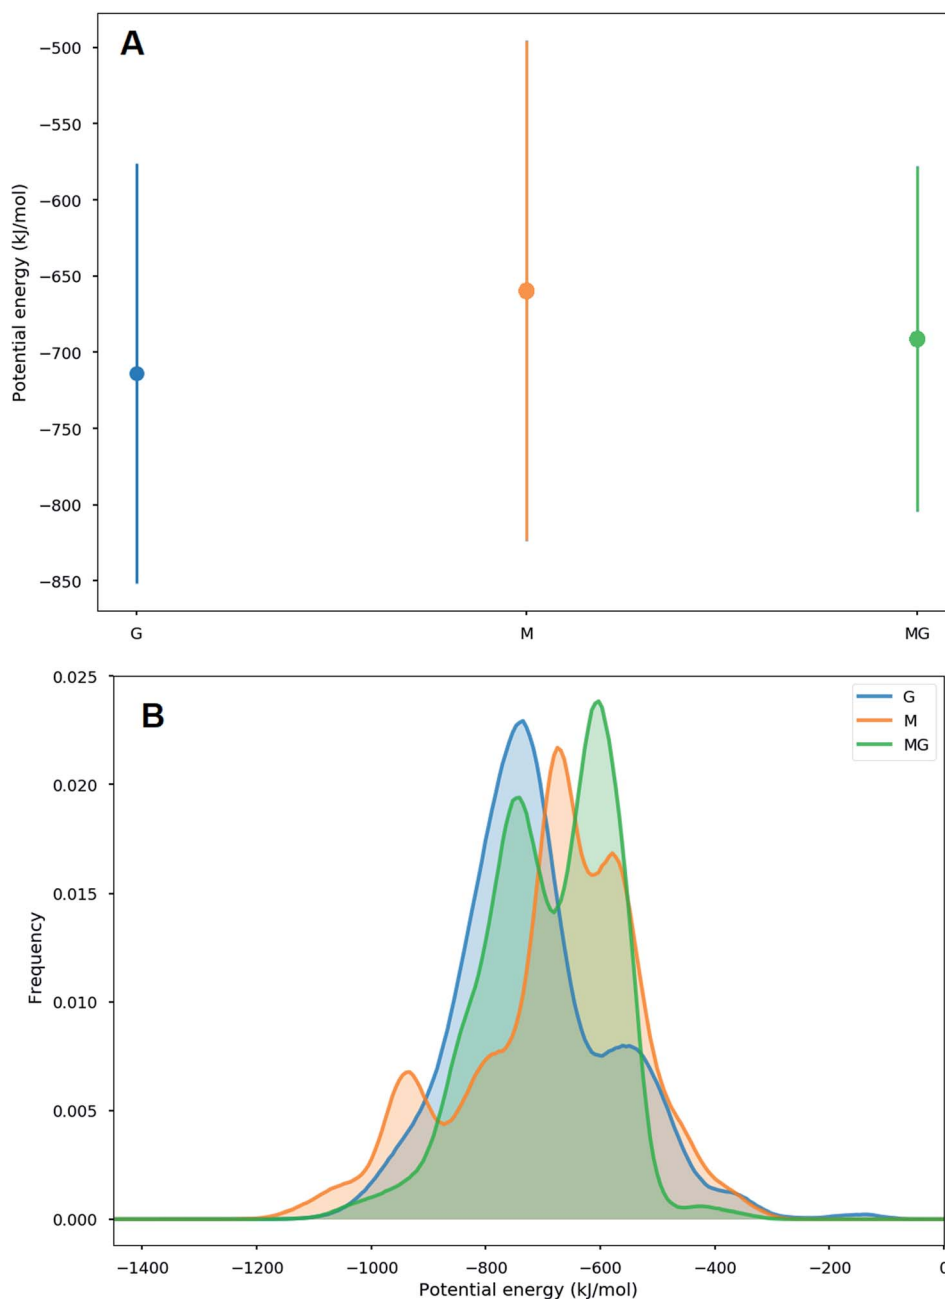 A
−500
−550
−600
−650
−700
−750
−800
−850
Potential energy (kJ/mol)
G M MG
B
G
M
MG
0.025
0.020
0.015
0.010
0.005
0.000
Frequency
−1400 −1200 −1000 −800 −600 −400 −200 0
Potential energy (kJ/mol)